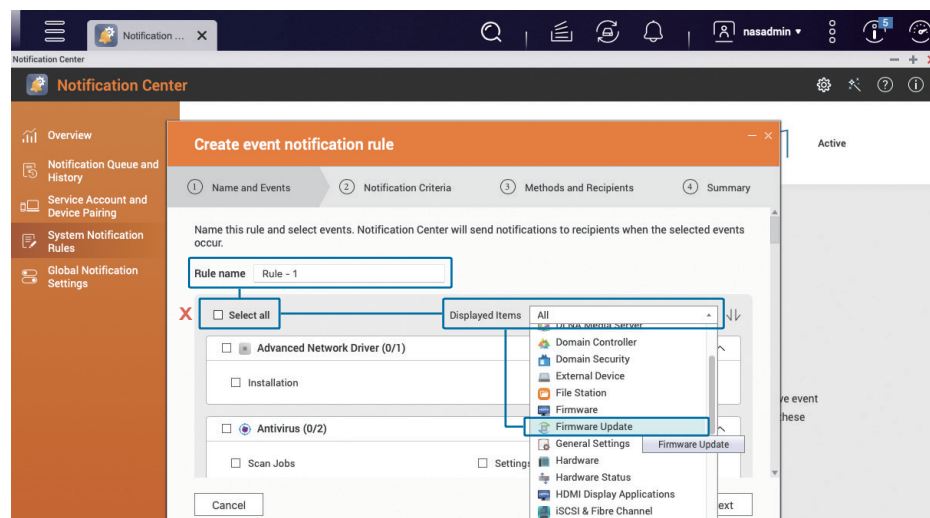 Notification ... X
nasadmin
5
Notification Center
Notification Center
Overview
Notification Queue and
History
Service Account and
Device Pairing
System Notification
Rules
Global Notification
Settings
Active
Create event notification rule
1 Name and Events
2 Notification Criteria
3 Methods and Recipients
4 Summary
Name this rule and select events. Notification Center will send notifications to recipients when the selected events
occur.
Rule name Rule - 1
X Select all
Displayed Items All
DLNA Media Server
Domain Controller
Domain Security
External Device
File Station
Firmware
Firmware Update
General Settings
Firmware Update
Hardware
Hardware Status
HDMI Display Applications
iSCSI & Fibre Channel
Advanced Network Driver (0/1)
Installation
Antivirus (0/2)
Scan Jobs
Settings
ve event
these
Cancel
ext